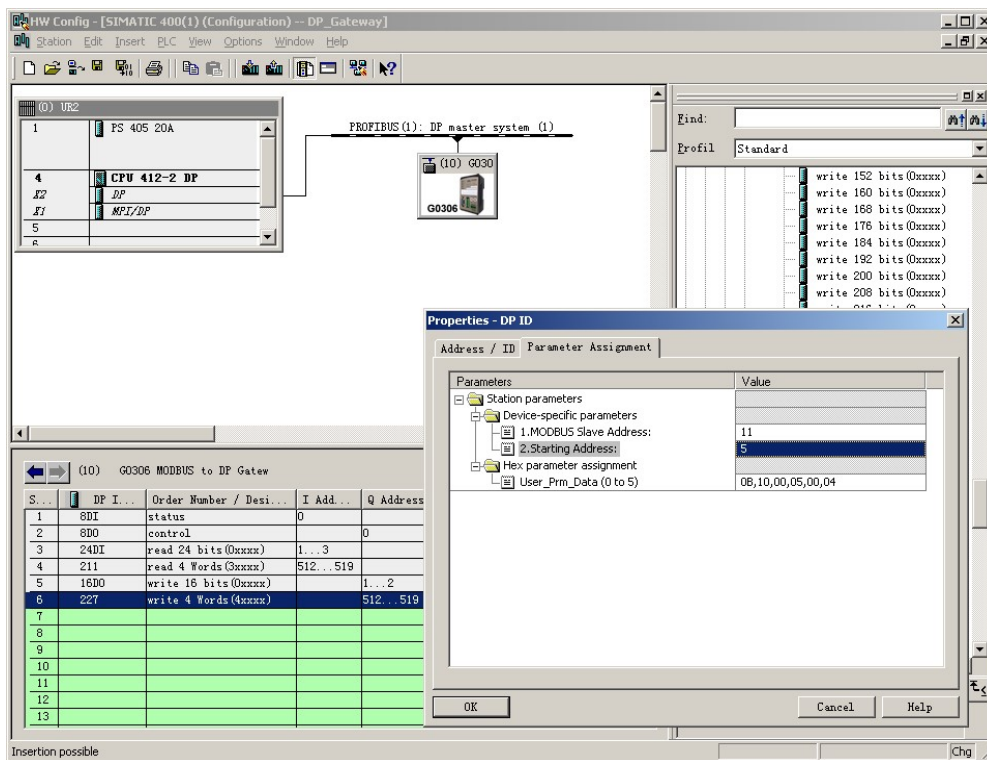 HW Config - [SIMATIC 400(1) (Configuration) -- DP_Gateway]
Station Edit Insert PLC View Options Window Help
(0) UR2
1 PS 405 20A
4 CPU 412-2 DP
X2 DP
X1 MPI/DP
5
6
PROFIBUS(1): DP master system (1)
(10) G030
G0306
Find:
Profil Standard
write 152 bits(0xxxx)
write 160 bits(0xxxx)
write 168 bits(0xxxx)
write 176 bits(0xxxx)
write 184 bits(0xxxx)
write 192 bits(0xxxx)
write 200 bits(0xxxx)
write 208 bits(0xxxx)
Properties - DP ID
Address / ID Parameter Assignment
Parameters Value
Station parameters
Device-specific parameters
1.MODBUS Slave Address: 11
2.Starting Address: 5
Hex parameter assignment
User_Prm_Data (0 to 5) 0B,10,00,05,00,04
OK Cancel Help
(10) G0306 MODBUS to DP Gatew
S... DP I... Order Number / Desi... I Add... Q Address
1 8DI status 0
2 8DO control 0
3 24DI read 24 bits(0xxxx) 1...3
4 211 read 4 Words(3xxxx) 512...519
5 16DO write 16 bits(0xxxx) 1...2
6 227 write 4 Words(4xxxx) 512...519
7
8
9
10
11
12
13
Insertion possible Chg